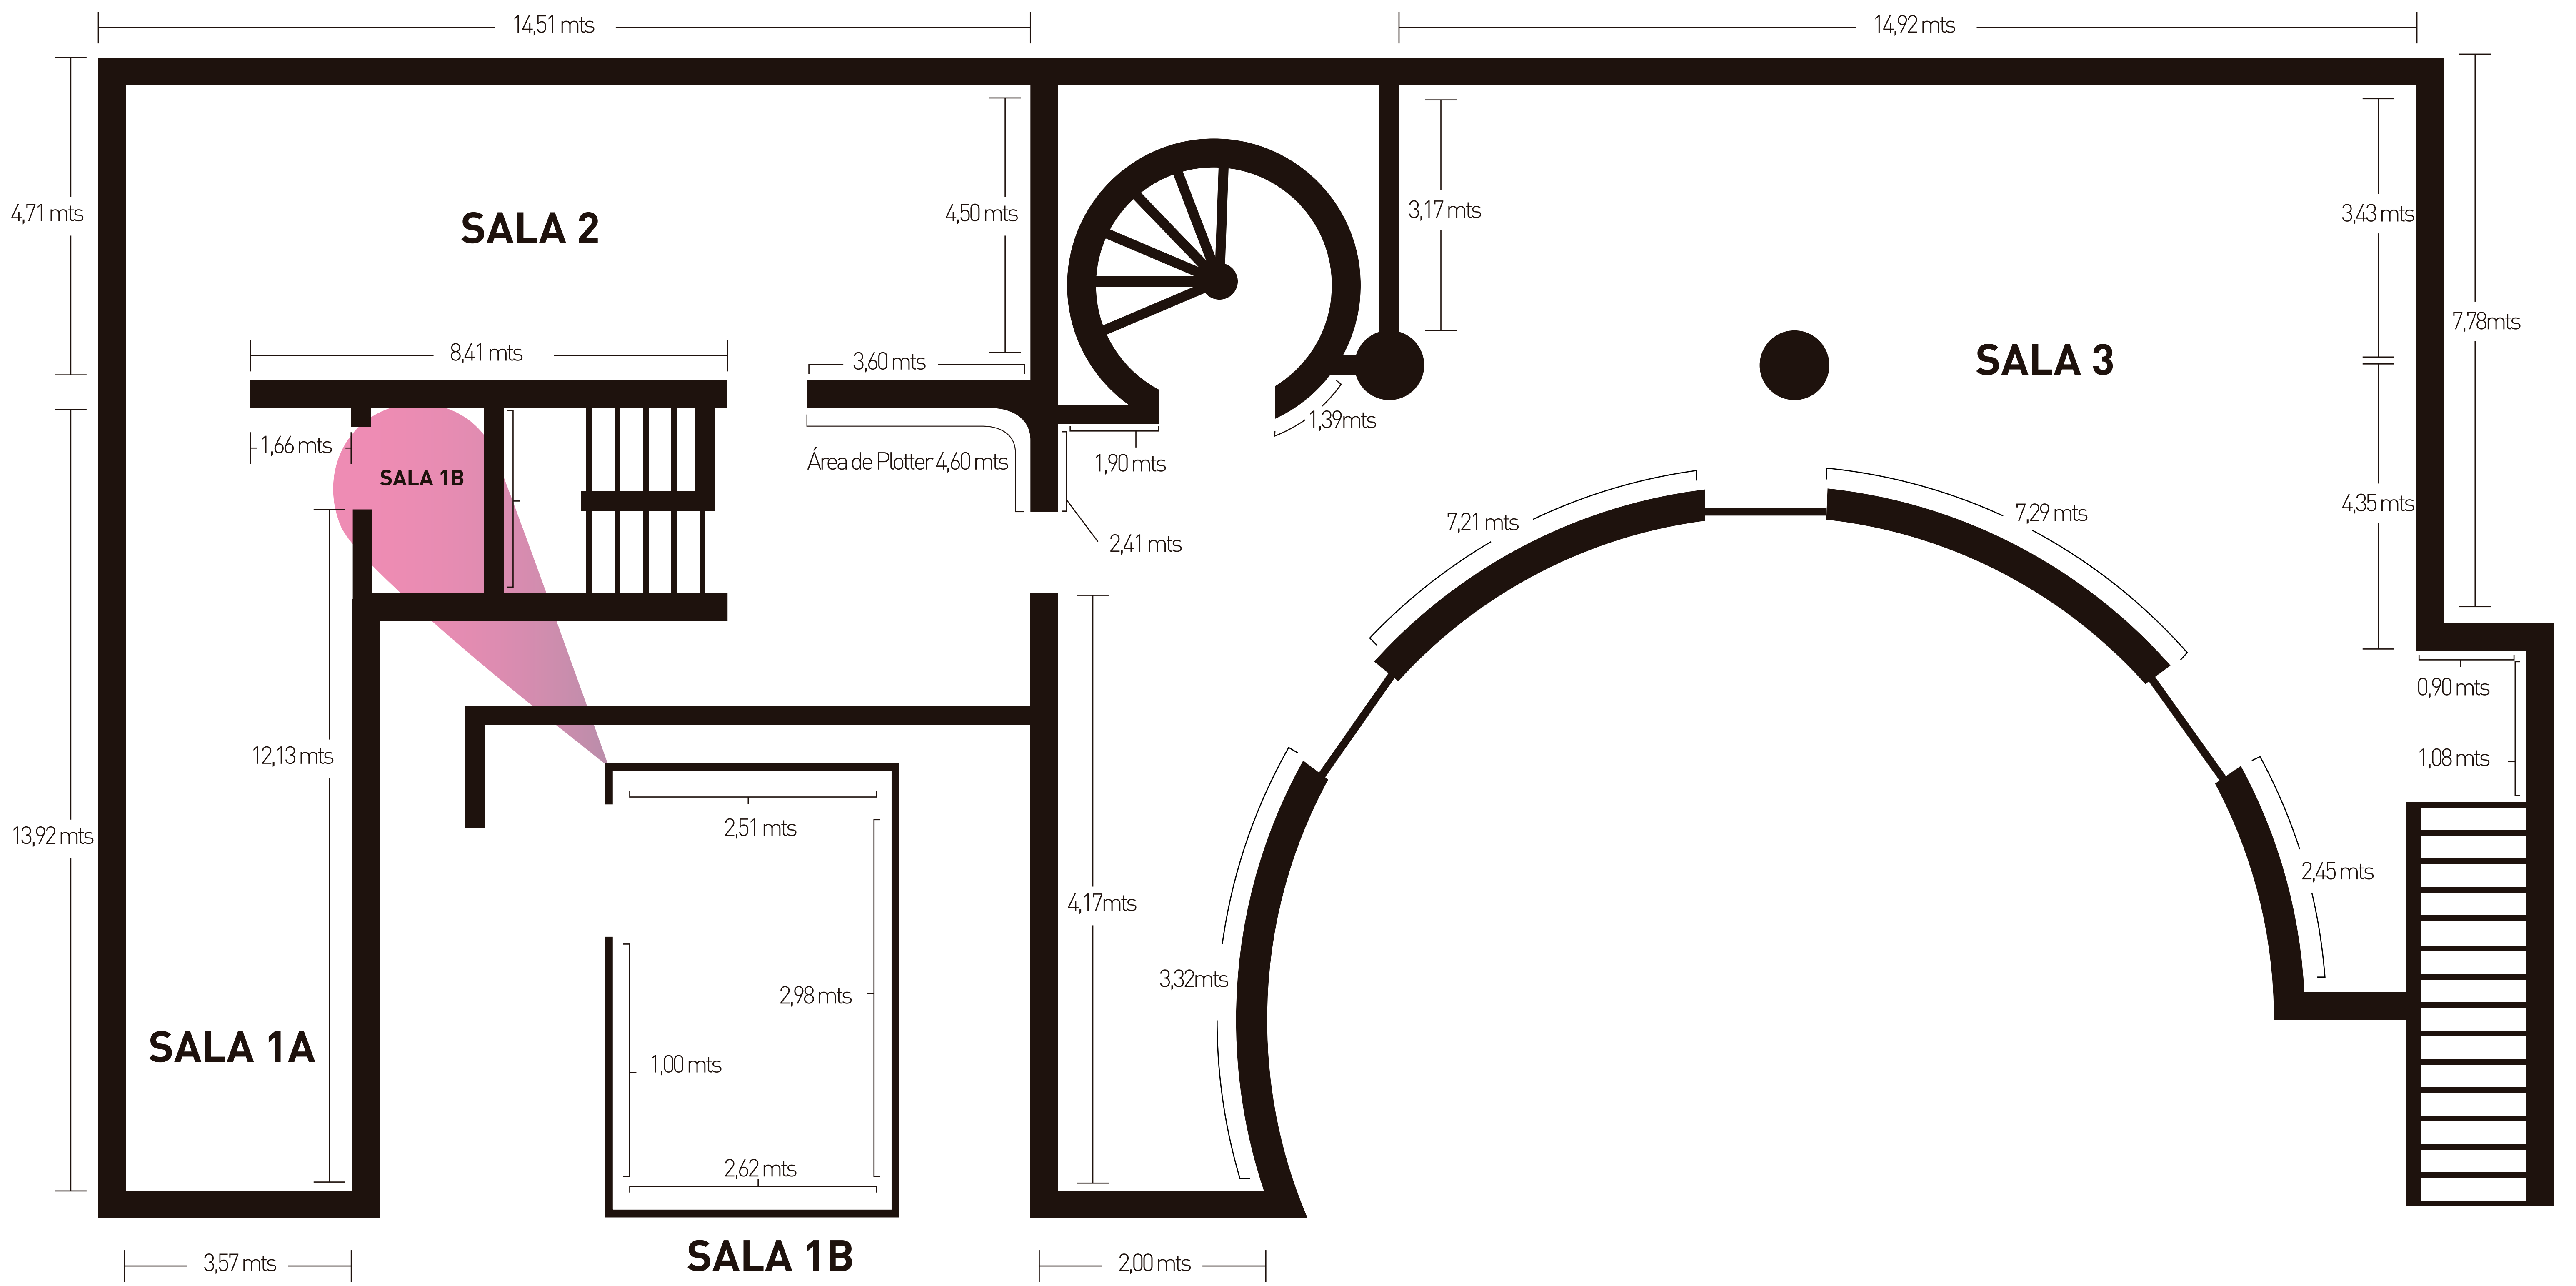 14,51 mts
14,92 mts
4,71 mts
SALA 2
4,50 mts
3,17 mts
3,43 mts
7,78mts
8,41 mts
3,60 mts
SALA 3
1,39mts
1,66 mts
SALA 1B
Área de Plotter 4,60 mts
1,90 mts
2,41 mts
7,21 mts
7,29 mts
4,35 mts
0,90 mts
12,13 mts
1,08 mts
13,92 mts
2,51 mts
4,17mts
2,45 mts
3,32mts
2,98 mts
SALA 1A
1,00 mts
2,62 mts
SALA 1B
3,57 mts
2,00 mts